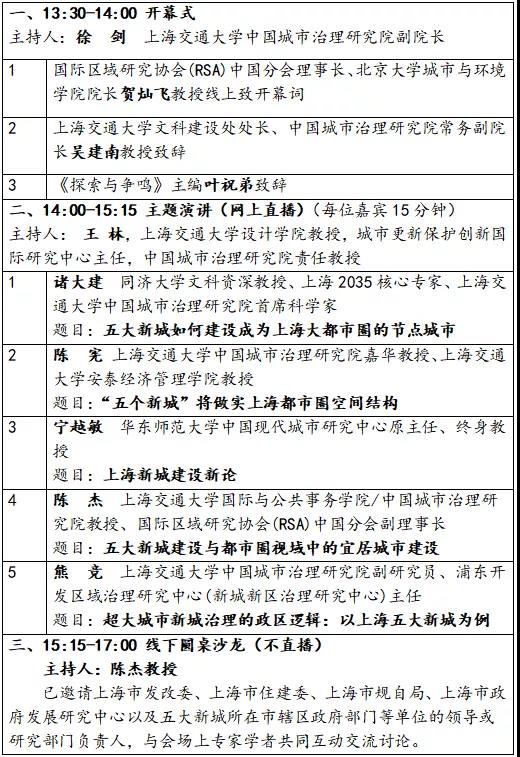 一、13:30-14:00 开幕式
主持人：徐 剑 上海交通大学中国城市治理研究院副院长
1 国际区域研究协会(RSA)中国分会理事长、北京大学城市与环境
学院院长贺灿飞教授线上致开幕词
2 上海交通大学文科建设处处长、中国城市治理研究院常务副院
长吴建南教授致辞
3 《探索与争鸣》主编叶祝弟致辞
二、14:00-15:15 主题演讲（网上直播）（每位嘉宾15分钟）
主持人： 王 林，上海交通大学设计学院教授，城市更新保护创新国
际研究中心主任，中国城市治理研究院责任教授
1 诸大建 同济大学文科资深教授、上海2035核心专家、上海交
通大学中国城市治理研究院首席科学家
题目：五大新城如何建设成为上海大都市圈的节点城市
2 陈 宪 上海交通大学中国城市治理研究院嘉华教授、上海交通
大学安泰经济管理学院教授
题目：“五个新城”将做实上海都市圈空间结构
3 宁越敏 华东师范大学中国现代城市研究中心原主任、终身教
授
题目：上海新城建设新论
4 陈 杰 上海交通大学国际与公共事务学院/中国城市治理研
究院教授、国际区域研究协会(RSA)中国分会副理事长
题目：五大新城建设与都市圈视域中的宜居城市建设
5 熊 竞 上海交通大学中国城市治理研究院副研究员、浦东开
发区域治理研究中心(新城新区治理研究中心)主任
题目：超大城市新城治理的政区逻辑：以上海五大新城为例
三、15:15-17:00 线下圆桌沙龙（不直播）
主持人：陈杰教授
已邀请上海市发改委、上海市住建委、上海市规自局、上海市政
府发展研究中心以及五大新城所在市辖区政府部门等单位的领导或
研究部门负责人，与会场上专家学者共同互动交流讨论。